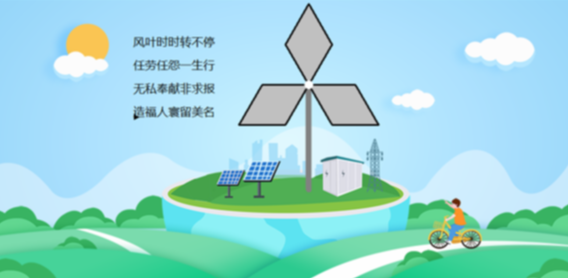 风叶时时转不停
任劳任怨一生行
无私奉献非求报
造福人寰留美名